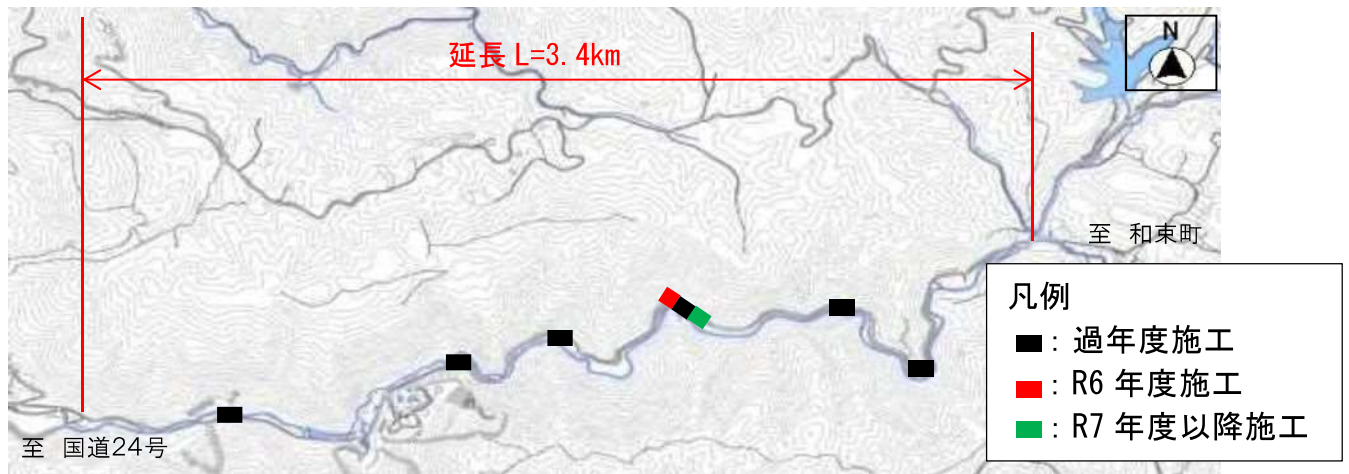 延長 L=3.4km
N
至 和束町
凡例
: 過年度施工
: R6 年度施工
: R7 年度以降施工
至 国道24号